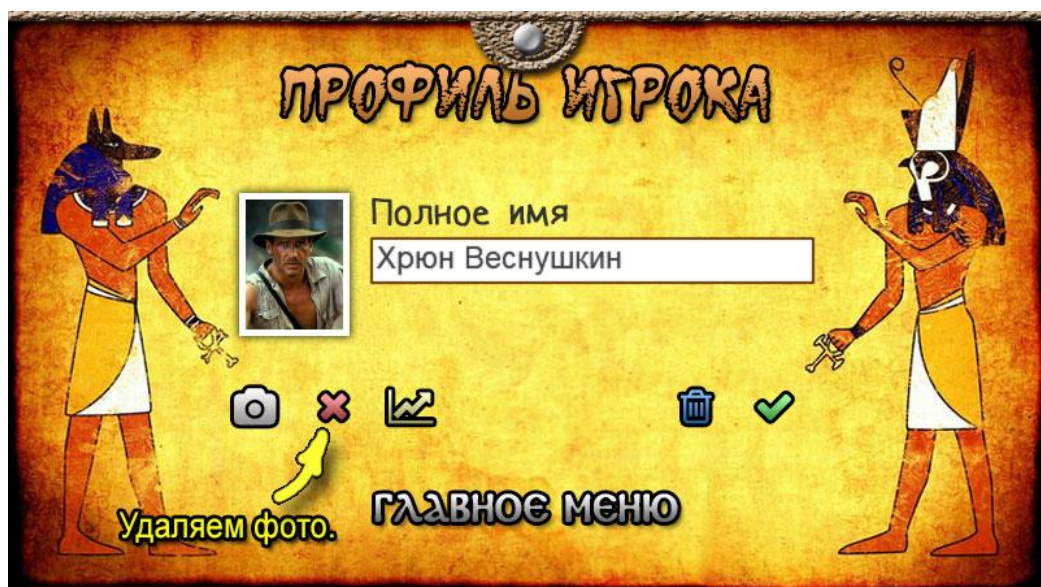 ПРОФИЛЬ ИГРОКА
Полное имя
Хрюн Веснушкин
Удаляем фото.
ГЛАВНОЕ МЕНЮ